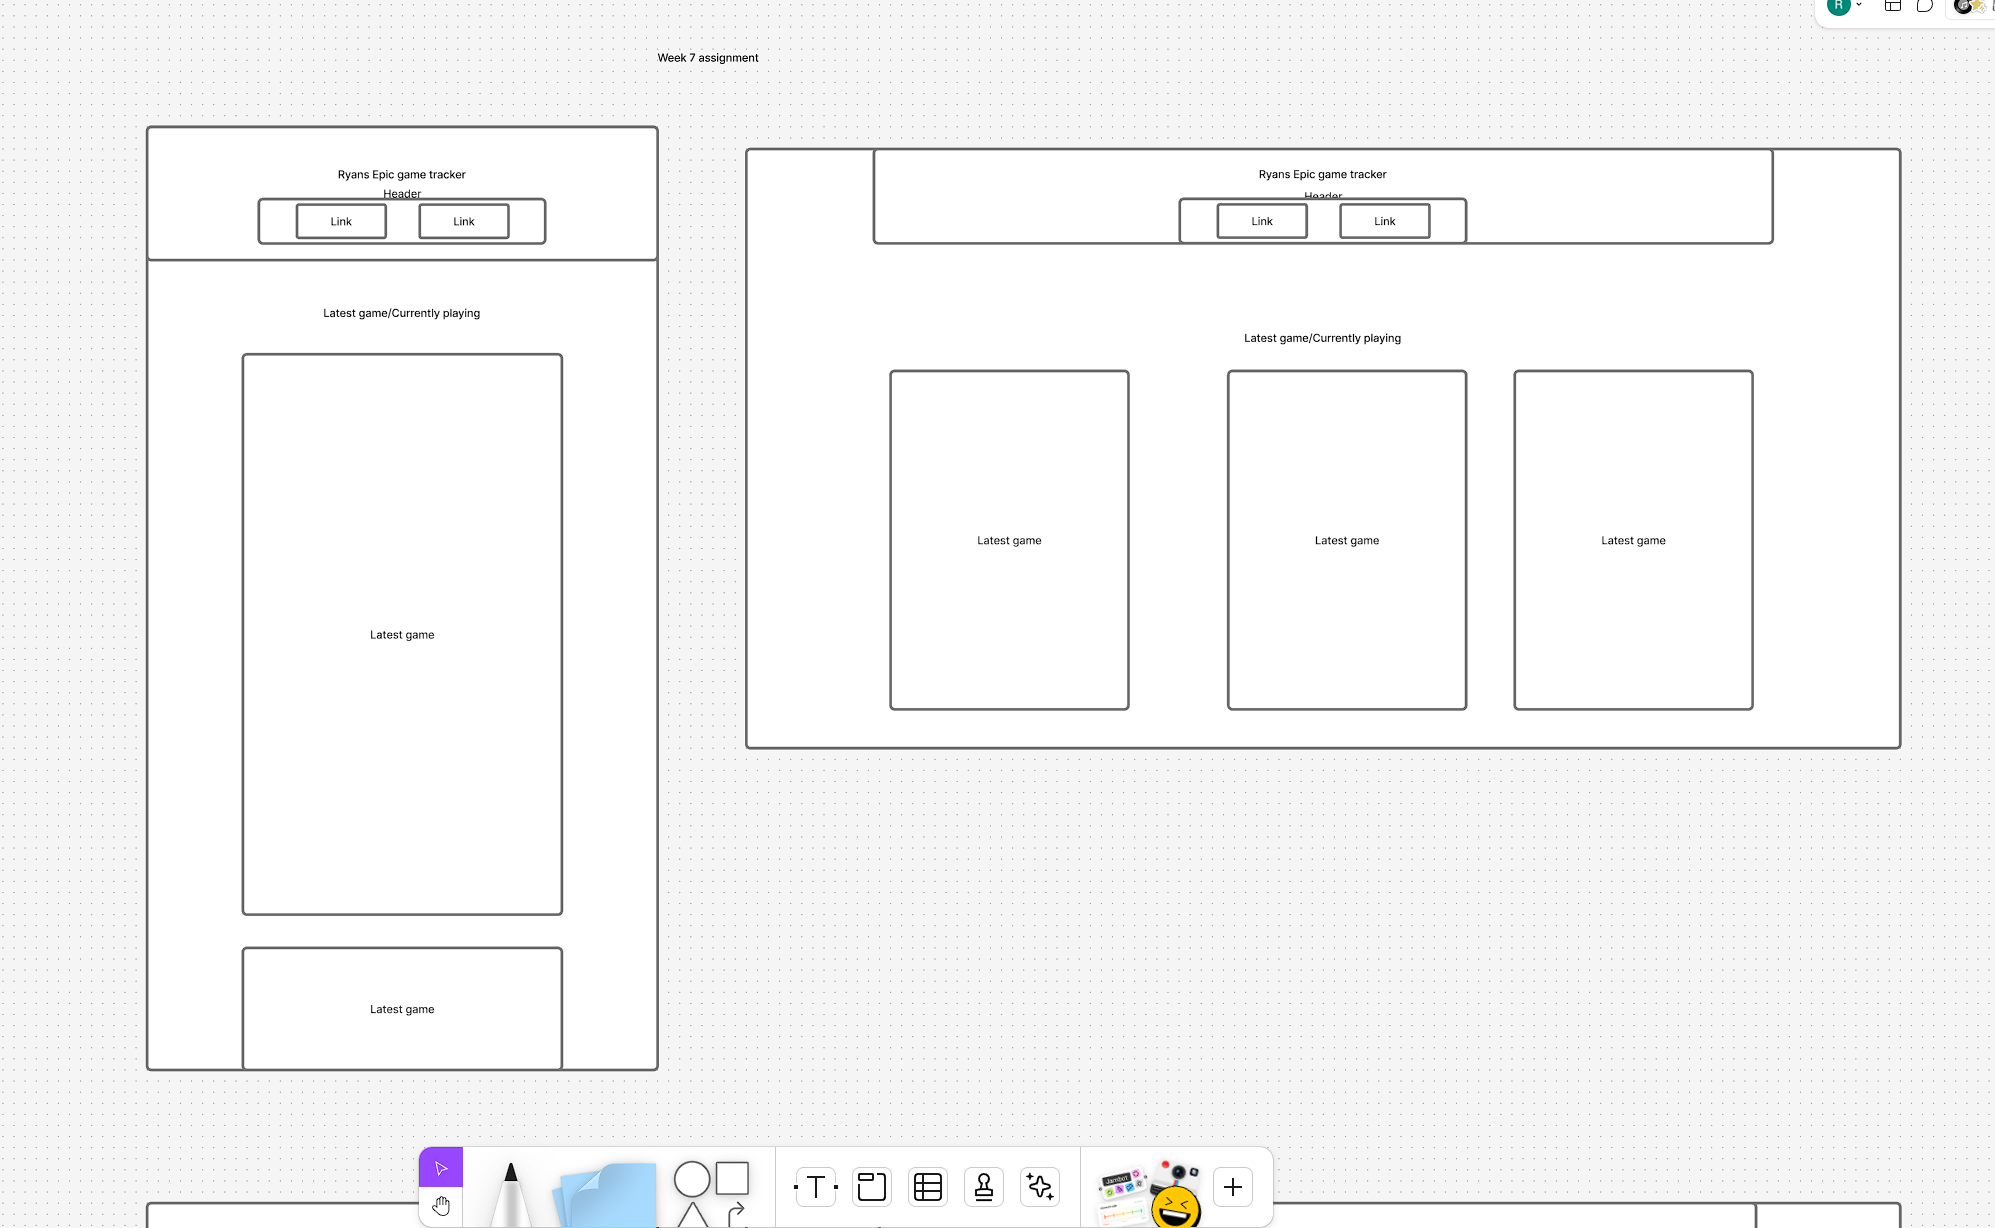 R
Week 7 assignment
Ryans Epic game tracker
Header
Link
Link
Latest game/Currently playing
Latest game
Latest game
Ryans Epic game tracker
Header
Link
Link
Latest game/Currently playing
Latest game
Latest game
Latest game
T
Jambot